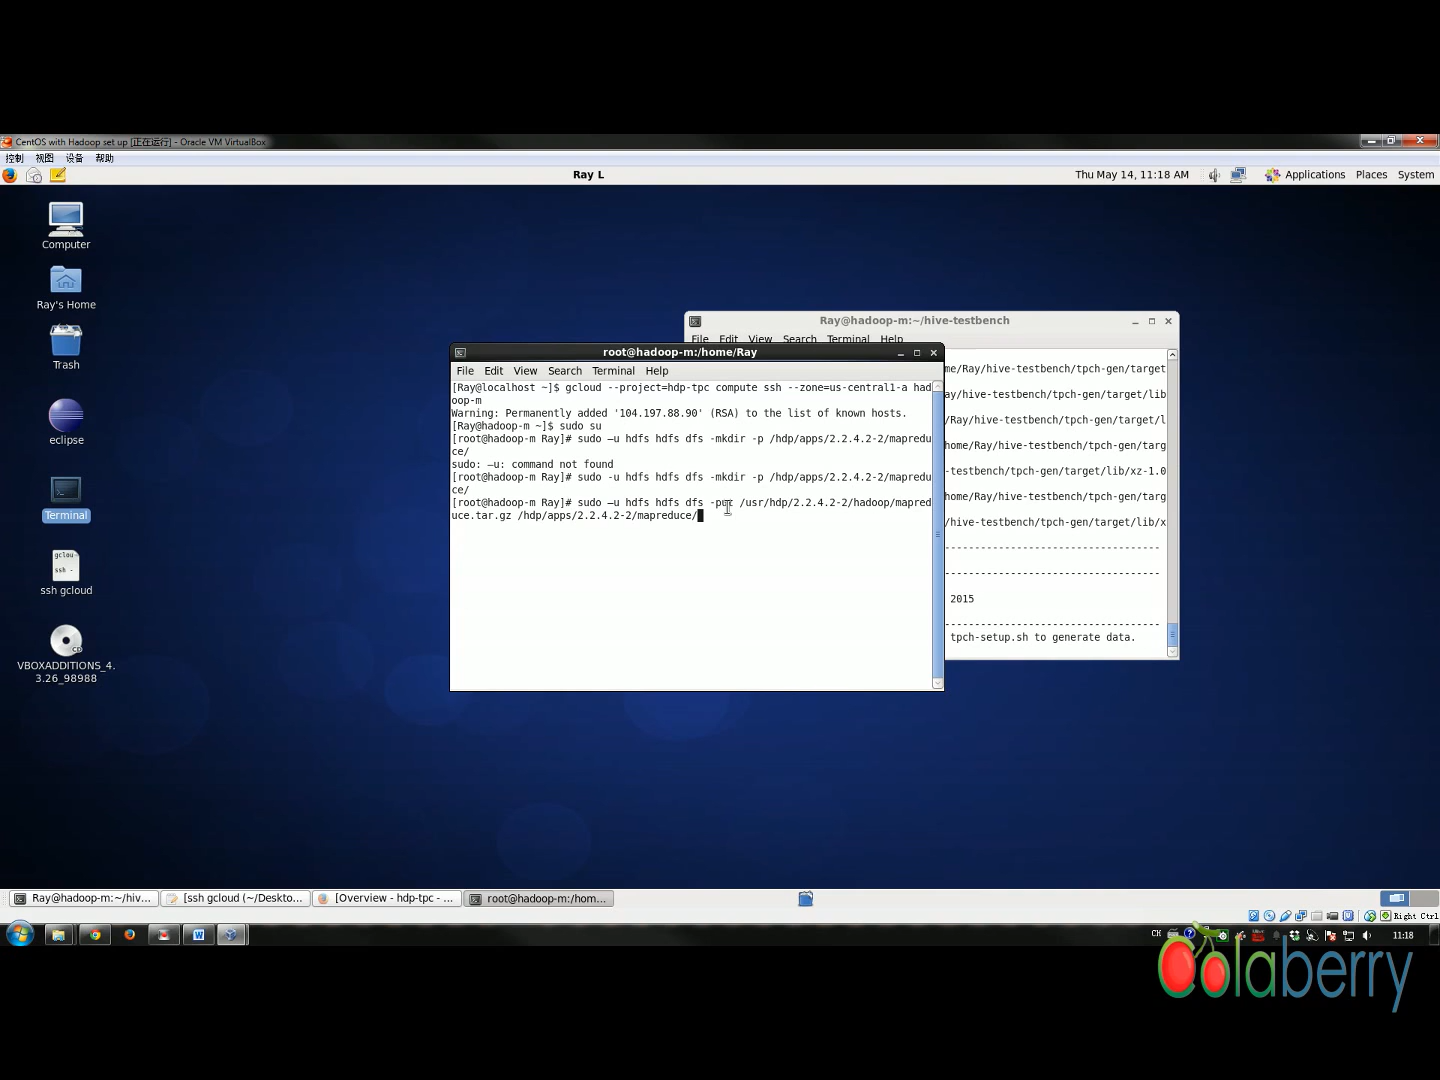 CentOS with Hadoop set up [正在运行] - Oracle VM VirtualBox
控制 视图 设备 帮助
Ray L
Thu May 14, 11:18 AM
Applications Places System
Computer
Ray's Home
Trash
eclipse
Terminal
gclou
ssh -
ssh gcloud
VBOXADDITIONS_4.
3.26_98988
Ray@hadoop-m:~/hive-testbench
File Edit View Search Terminal Help
me/Ray/hive-testbench/tpch-gen/target
ay/hive-testbench/tpch-gen/target/lib
Ray/hive-testbench/tpch-gen/target/l
home/Ray/hive-testbench/tpch-gen/targ
-testbench/tpch-gen/target/lib/xz-1.0
home/Ray/hive-testbench/tpch-gen/targ
/hive-testbench/tpch-gen/target/lib/x
------------------------------------
------------------------------------
2015
------------------------------------
tpch-setup.sh to generate data.
root@hadoop-m:/home/Ray
File Edit View Search Terminal Help
[Ray@localhost ~]$ gcloud --project=hdp-tpc compute ssh --zone=us-central1-a had
oop-m
Warning: Permanently added '104.197.88.90' (RSA) to the list of known hosts.
[Ray@hadoop-m ~]$ sudo su
[root@hadoop-m Ray]# sudo –u hdfs hdfs dfs -mkdir -p /hdp/apps/2.2.4.2-2/mapredu
ce/
sudo: –u: command not found
[root@hadoop-m Ray]# sudo -u hdfs hdfs dfs -mkdir -p /hdp/apps/2.2.4.2-2/mapredu
ce/
[root@hadoop-m Ray]# sudo –u hdfs hdfs dfs -put /usr/hdp/2.2.4.2-2/hadoop/mapred
uce.tar.gz /hdp/apps/2.2.4.2-2/mapreduce/
Ray@hadoop-m:~/hiv...
[ssh gcloud (~/Deskto...
[Overview - hdp-tpc - ...
root@hadoop-m:/hom...
Right Ctrl
CH
11:18
Colaberry